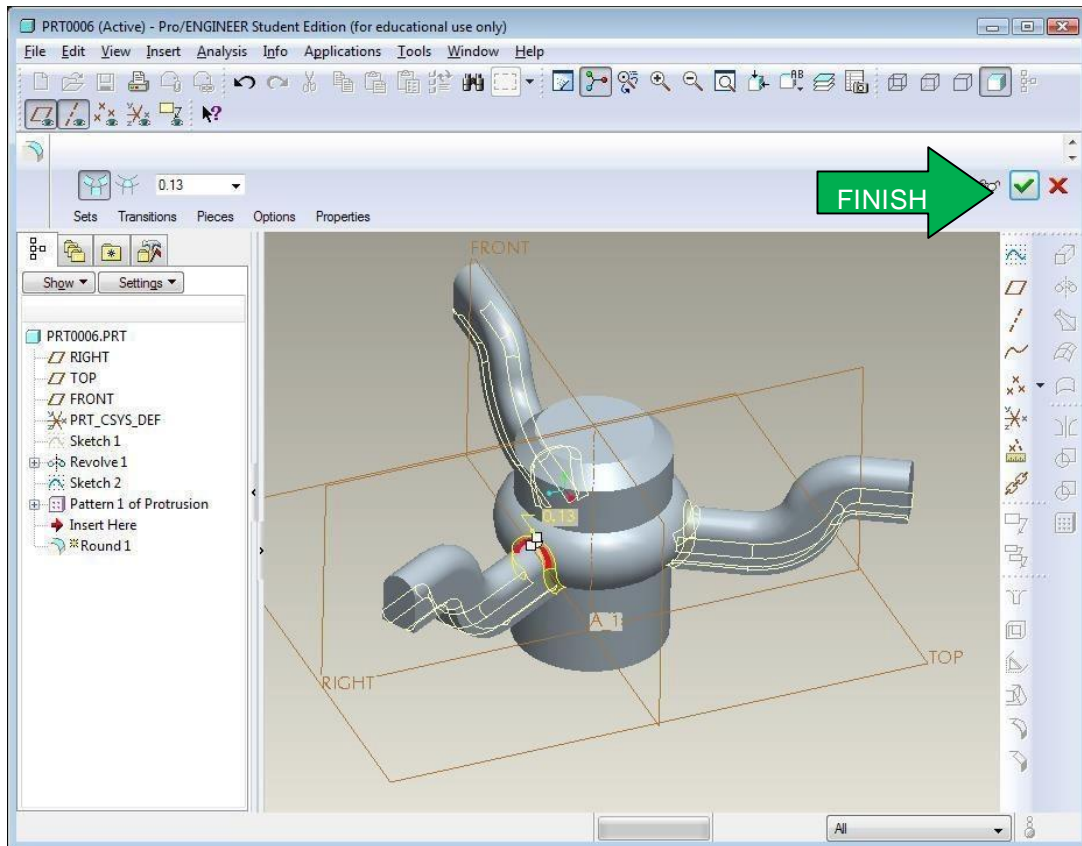 PRT0006 (Active) - Pro/ENGINEER Student Edition (for educational use only)
File Edit View Insert Analysis Info Applications Tools Window Help
0.13
FINISH
Sets Transitions Pieces Options Properties
Show Settings
PRT0006.PRT
RIGHT
TOP
FRONT
PRT_CSYS_DEF
Sketch 1
Revolve 1
Sketch 2
Pattern 1 of Protrusion
Insert Here
Round 1
FRONT
0.13
A_1
RIGHT
TOP
All